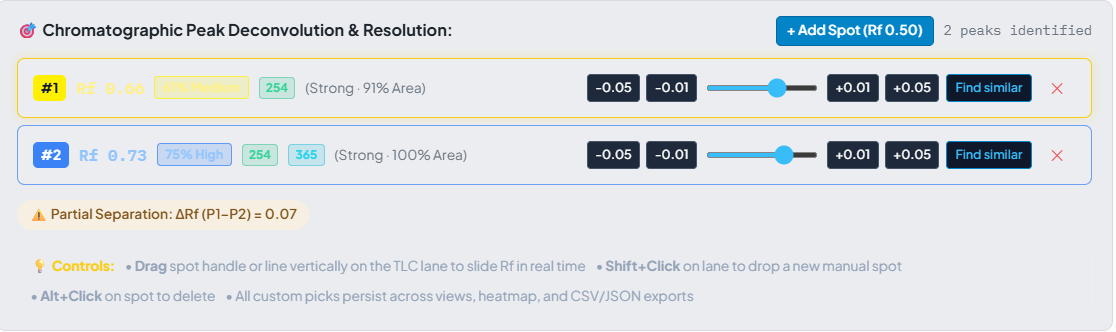 Chromatographic Peak Deconvolution & Resolution: + Add Spot (Rf 0.50) 2 peaks identified
#1 Rf 0.66 254 (Strong · 91% Area) -0.05 -0.01 +0.01 +0.05 Find similar ×
#2 Rf 0.73 75% High 254 365 (Strong · 100% Area) -0.05 -0.01 +0.01 +0.05 Find similar ×
Partial Separation: ΔRf (P1–P2) = 0.07
Controls: • Drag spot handle or line vertically on the TLC lane to slide Rf in real time • Shift+Click on lane to drop a new manual spot
• Alt+Click on spot to delete • All custom picks persist across views, heatmap, and CSV/JSON exports